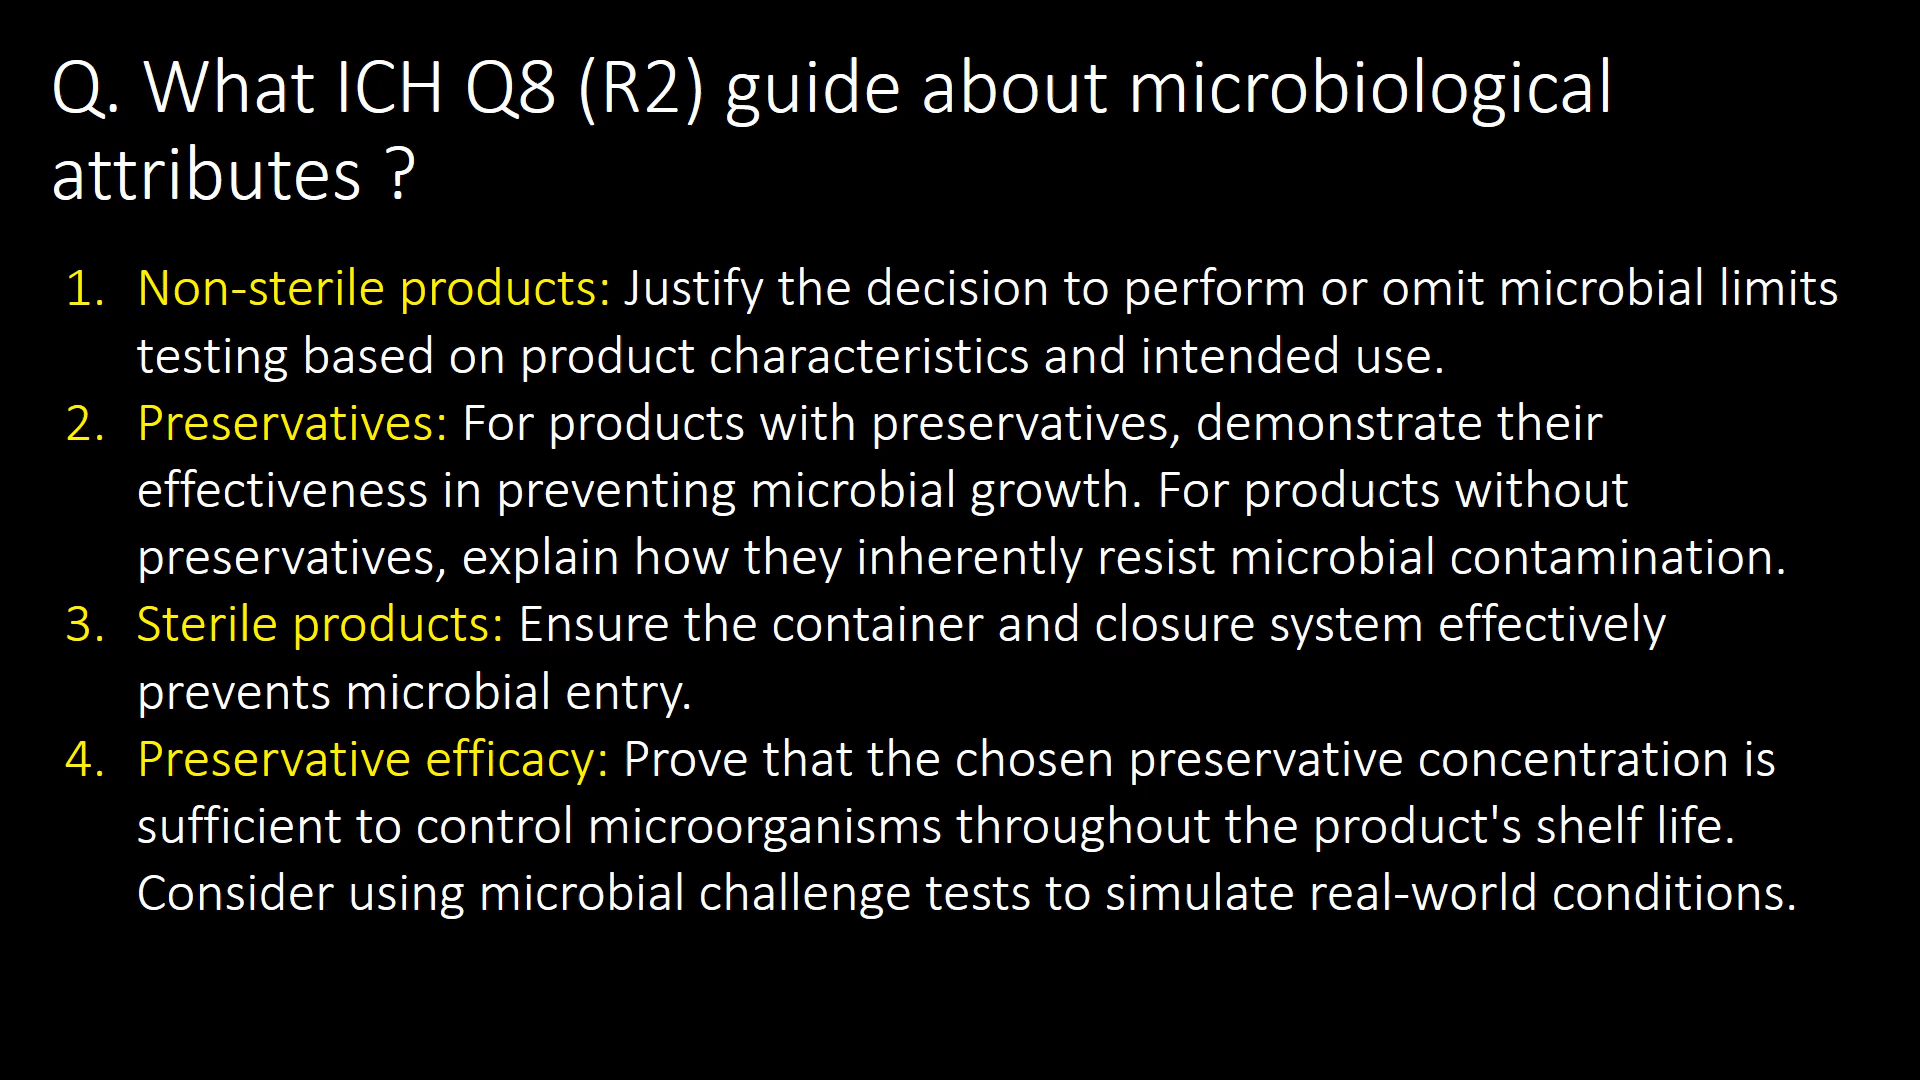 Q. What ICH Q8 (R2) guide about microbiological
attributes ?
1. Non-sterile products: Justify the decision to perform or omit microbial limits
testing based on product characteristics and intended use.
2. Preservatives: For products with preservatives, demonstrate their
effectiveness in preventing microbial growth. For products without
preservatives, explain how they inherently resist microbial contamination.
3. Sterile products: Ensure the container and closure system effectively
prevents microbial entry.
4. Preservative efficacy: Prove that the chosen preservative concentration is
sufficient to control microorganisms throughout the product's shelf life.
Consider using microbial challenge tests to simulate real-world conditions.